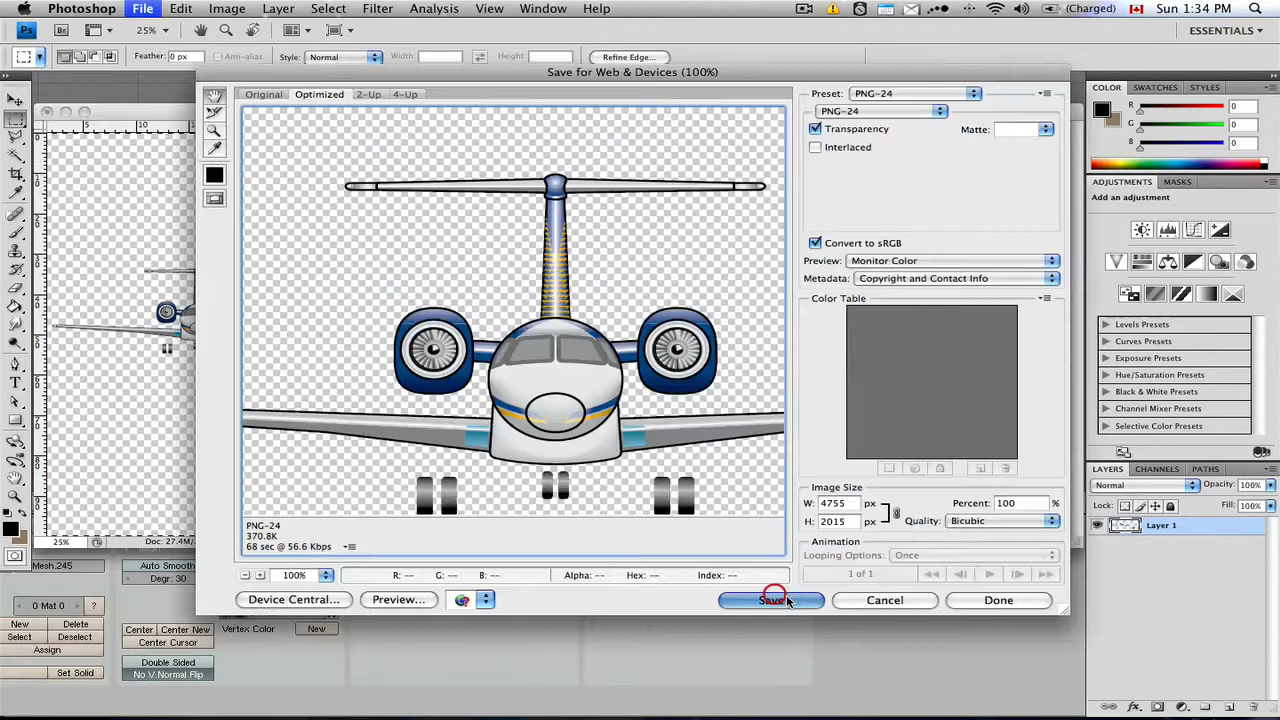 Photoshop File Edit Image Layer Select Filter Analysis View Window Help (Charged) Sun 1:34 PM
Ps Br 25% ESSENTIALS
Feather: 0 px Anti-alias Style: Normal Width: Height: Refine Edge...
Save for Web & Devices (100%)
Original Optimized 2-Up 4-Up
Preset: PNG-24
PNG-24
Transparency Matte:
Interlaced
Convert to sRGB
Preview: Monitor Color
Metadata: Copyright and Contact Info
Color Table
Image Size
W: 4755 px Percent: 100 %
H: 2015 px Quality: Bicubic
Animation
Looping Options: Once
1 of 1
PNG-24
370.8K
68 sec @ 56.6 Kbps
100% R: -- G: -- B: -- Alpha: -- Hex: -- Index: --
Device Central... Preview... Save Cancel Done
5 10
25% Doc: 27.4M/
COLOR SWATCHES STYLES
R 0
G 0
B 0
ADJUSTMENTS MASKS
Add an adjustment
Levels Presets
Curves Presets
Exposure Presets
Hue/Saturation Presets
Black & White Presets
Channel Mixer Presets
Selective Color Presets
LAYERS CHANNELS PATHS
Normal Opacity: 100%
Lock: Fill: 100%
Layer 1
Mesh.245 Auto Smooth
Degr: 30
0 Mat 0 ?
New Delete
Select Deselect
Assign
Set Solid
Center Center New
Center Cursor
Double Sided
No V.Normal Flip
Vertex Color New